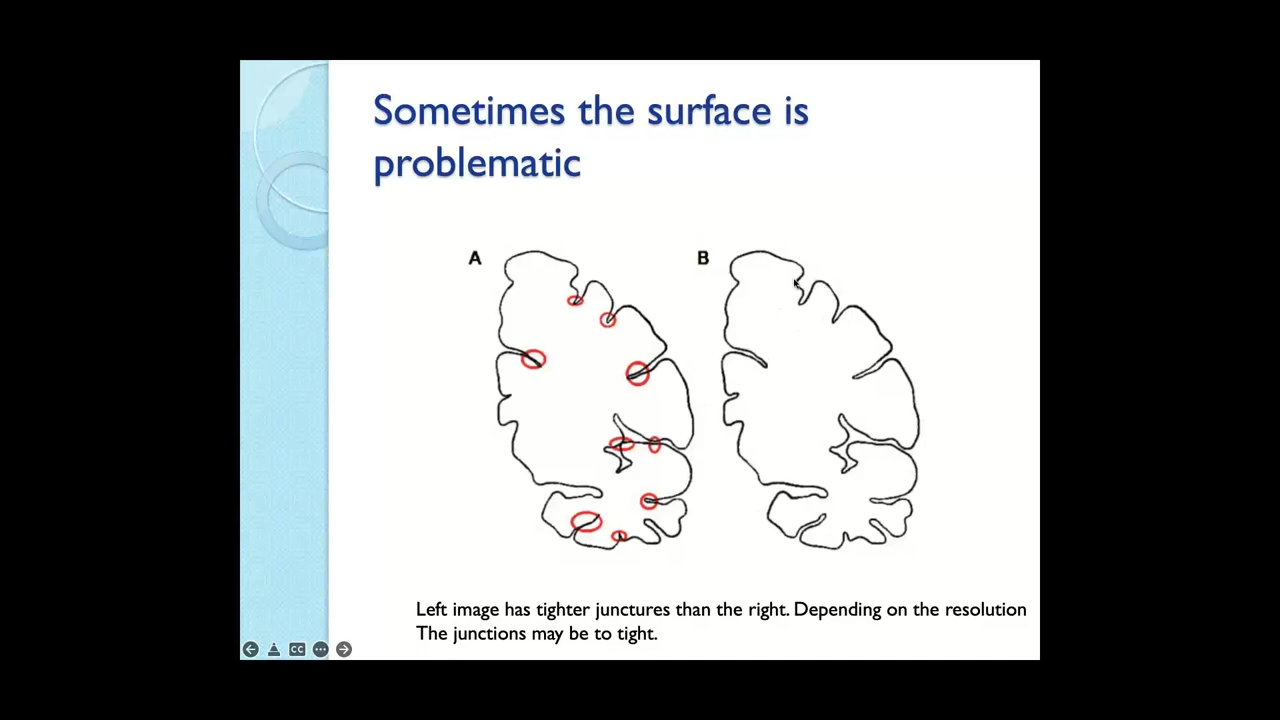 Sometimes the surface is
problematic
A
B
Left image has tighter junctures than the right. Depending on the resolution
The junctions may be to tight.
CC